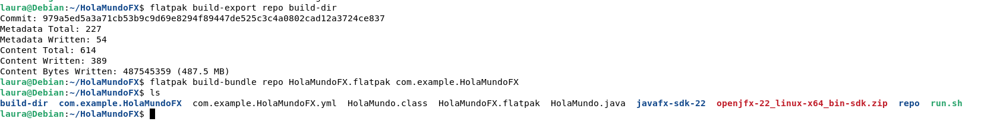 laura@Debian:~/HolaMundoFX$ flatpak build-export repo build-dir
Commit: 979a5ed5a3a71cb53b9c9d69e8294f89447de525c3c4a0802cad12a3724ce837
Metadata Total: 227
Metadata Written: 54
Content Total: 614
Content Written: 389
Content Bytes Written: 487545359 (487.5 MB)
laura@Debian:~/HolaMundoFX$ flatpak build-bundle repo HolaMundoFX.flatpak com.example.HolaMundoFX
laura@Debian:~/HolaMundoFX$ ls
build-dir  com.example.HolaMundoFX  com.example.HolaMundoFX.yml  HolaMundo.class  HolaMundoFX.flatpak  HolaMundo.java  javafx-sdk-22  openjfx-22_linux-x64_bin-sdk.zip  repo  run.sh
laura@Debian:~/HolaMundoFX$